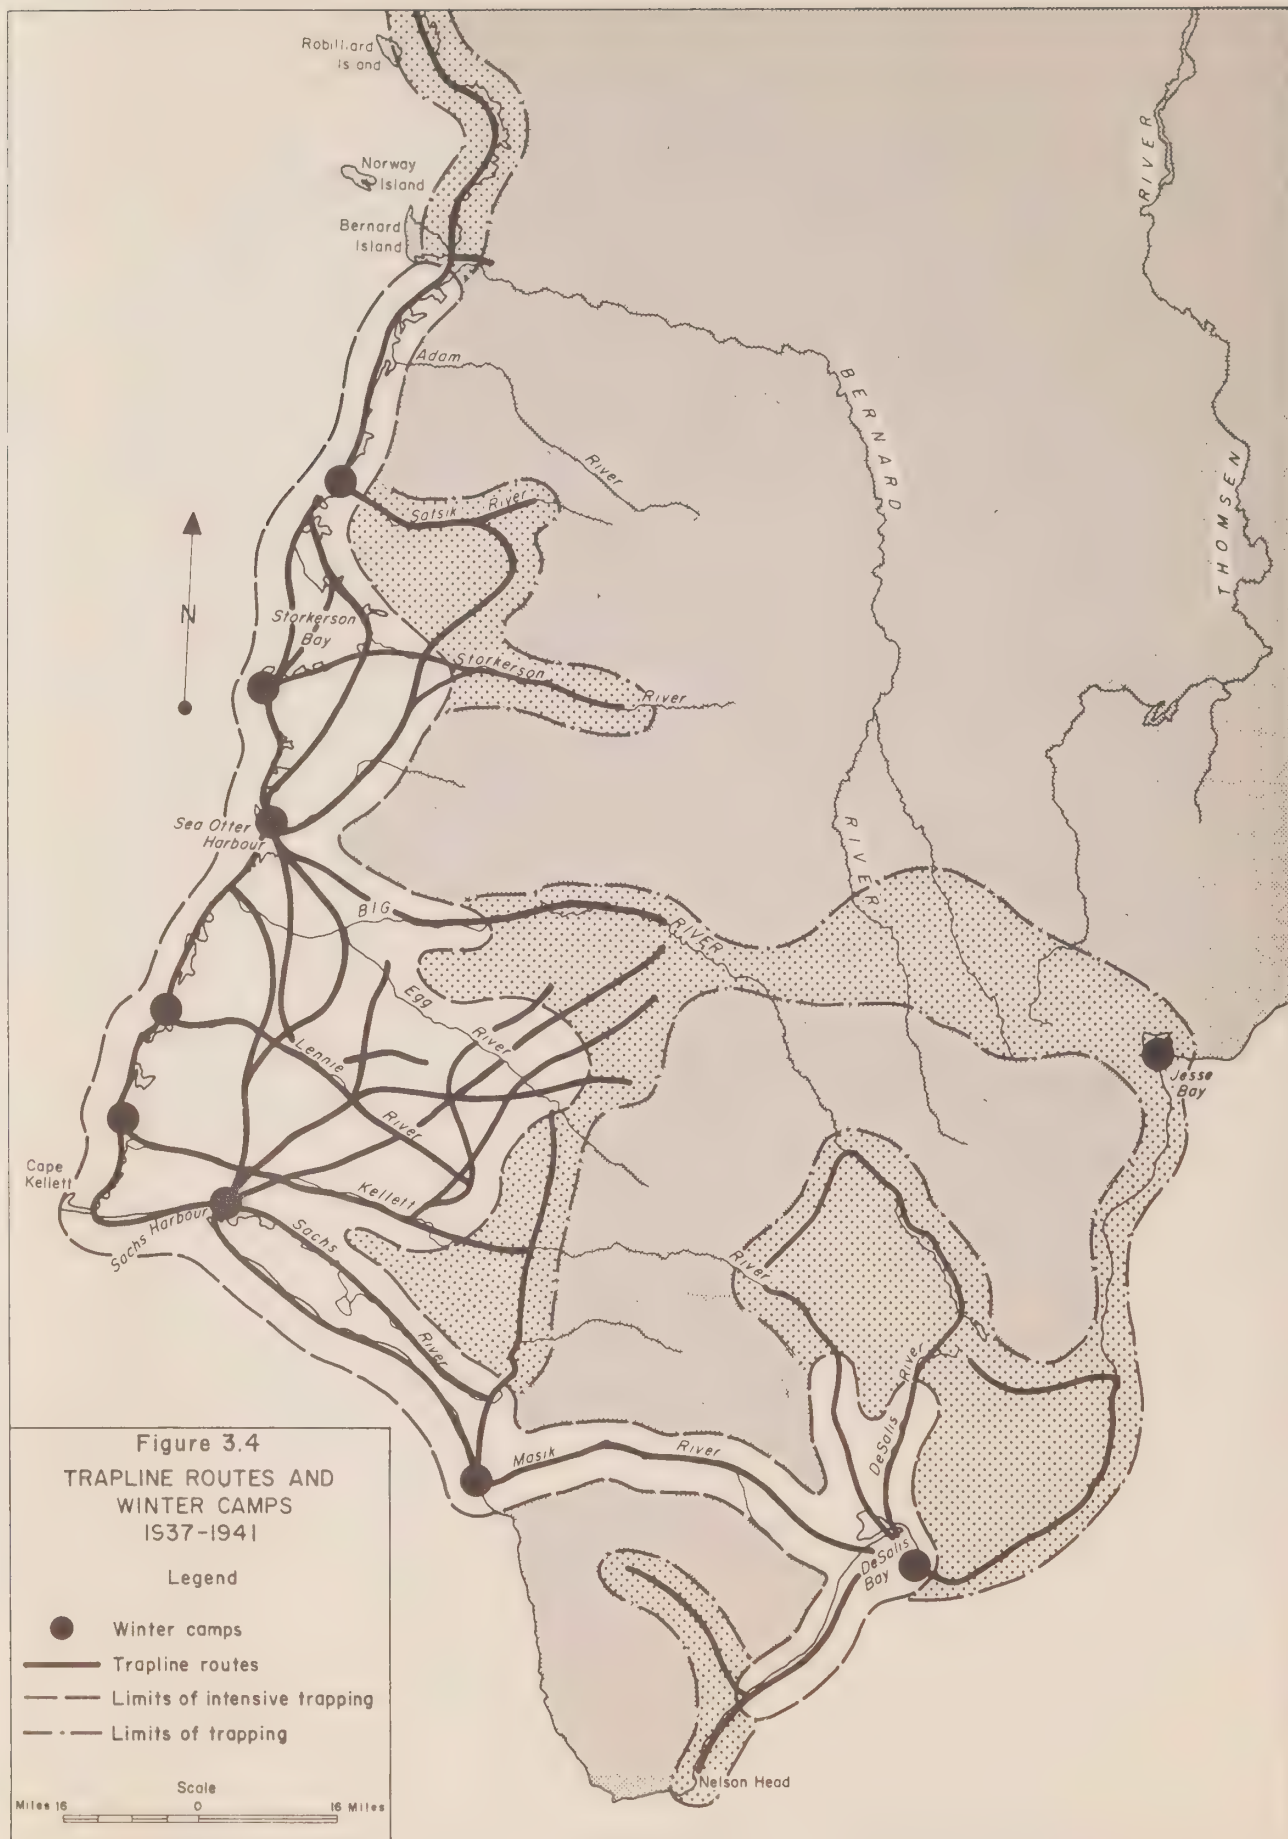 Robilliard
Island
Norway
Island
Bernard
Island
RIVER
Adam
River
BERNARD
THOMSEN
Satsik River
N
Storkerson
Bay
Storkerson
River
Sea Otter
Harbour
RIVER
BIG
RIVER
Egg
River
Lennie
River
Jesse
Bay
Cape
Kellett
Kellett
River
Sachs Harbour
Sachs
River
River
DeSalis
Masik
River
DeSalis
Bay
Nelson Head
Figure 3.4
TRAPLINE ROUTES AND
WINTER CAMPS
1937-1941
Legend
Winter camps
Trapline routes
Limits of intensive trapping
Limits of trapping
Scale
Miles 16 0 16 Miles